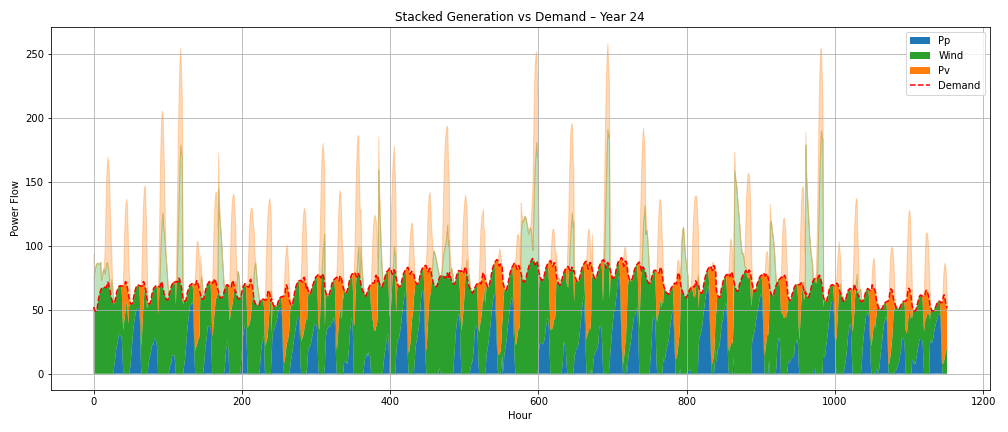 Stacked Generation vs Demand – Year 24
Pp
Wind
Pv
Demand
Power Flow
250
200
150
100
50
0
0 200 400 600 800 1000 1200
Hour